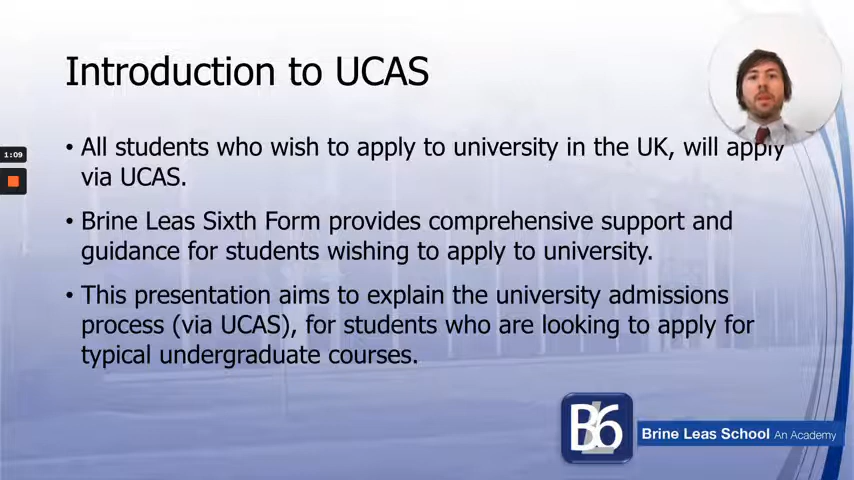 Introduction to UCAS
1:09
• All students who wish to apply to university in the UK, will apply
via UCAS.
• Brine Leas Sixth Form provides comprehensive support and
guidance for students wishing to apply to university.
• This presentation aims to explain the university admissions
process (via UCAS), for students who are looking to apply for
typical undergraduate courses.
BL6
Brine Leas School An Academy